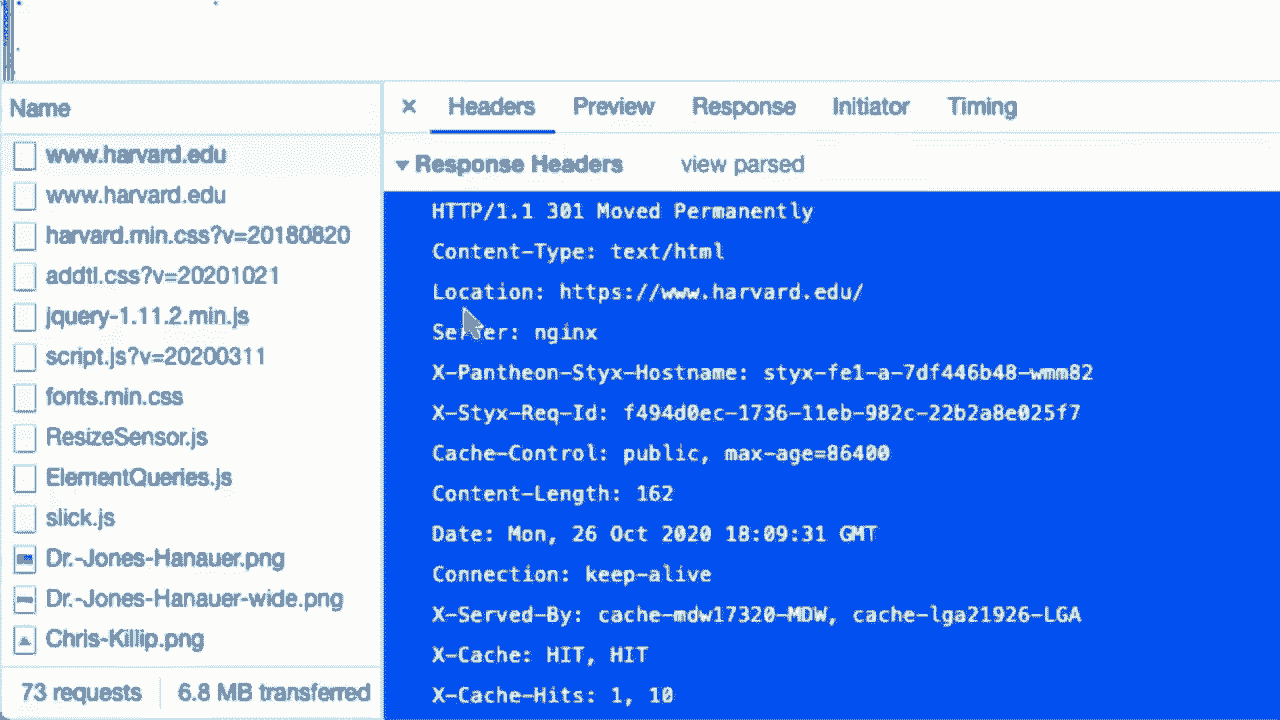 Name
www.harvard.edu
www.harvard.edu
harvard.min.css?v=20180820
addtl.css?v=20201021
jquery-1.11.2.min.js
script.js?v=20200311
fonts.min.css
ResizeSensor.js
ElementQueries.js
slick.js
Dr.-Jones-Hanauer.png
Dr.-Jones-Hanauer-wide.png
Chris-Killip.png
73 requests 6.8 MB transferred
× Headers Preview Response Initiator Timing
Response Headers view parsed
HTTP/1.1 301 Moved Permanently
Content-Type: text/html
Location: https://www.harvard.edu/
Server: nginx
X-Pantheon-Styx-Hostname: styx-fe1-a-7df446b48-wmm82
X-Styx-Req-Id: f494d0ec-1736-11eb-982c-22b2a8e025f7
Cache-Control: public, max-age=86400
Content-Length: 162
Date: Mon, 26 Oct 2020 18:09:31 GMT
Connection: keep-alive
X-Served-By: cache-mdw17320-MDW, cache-lga21926-LGA
X-Cache: HIT, HIT
X-Cache-Hits: 1, 10